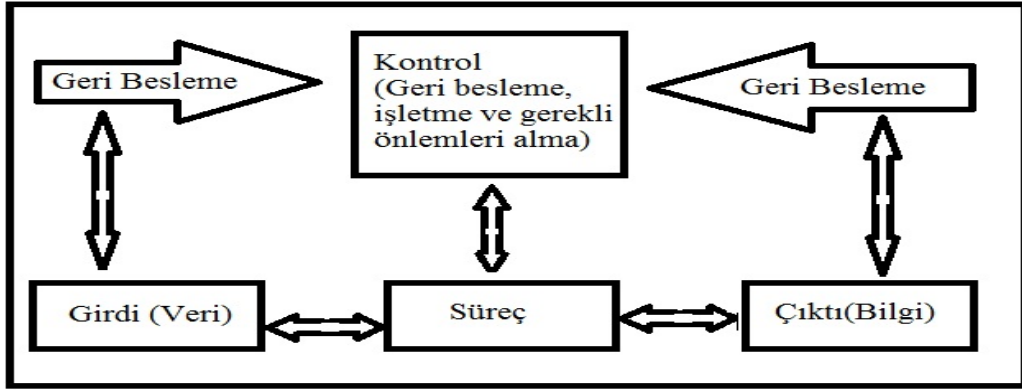 Geri Besleme
Kontrol
(Geri besleme,
işletme ve gerekli
önlemleri alma)
Geri Besleme
Girdi (Veri)
Süreç
Çıktı(Bilgi)